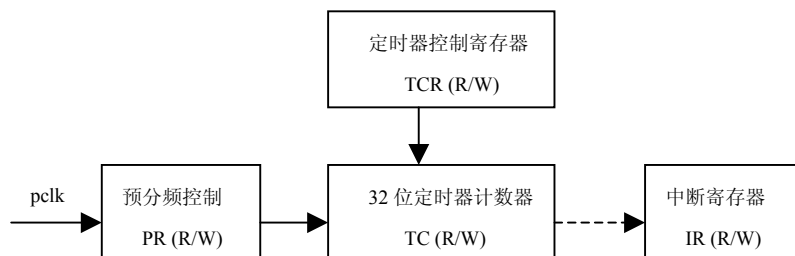 定时器控制寄存器
TCR (R/W)
pclk
预分频控制
PR (R/W)
32 位定时器计数器
TC (R/W)
中断寄存器
IR (R/W)